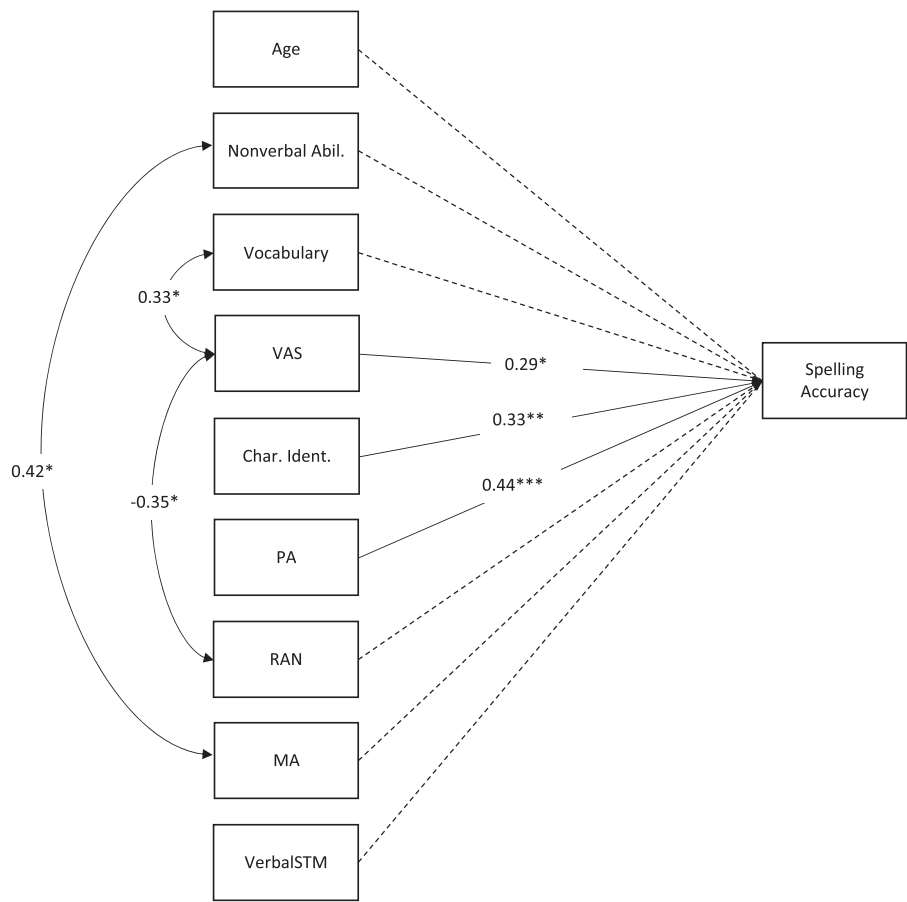 Age
Nonverbal Abil.
Vocabulary
0.33*
VAS
0.29*
Spelling
Accuracy
Char. Ident.
0.33**
0.42*
-0.35*
0.44***
PA
RAN
MA
VerbalSTM